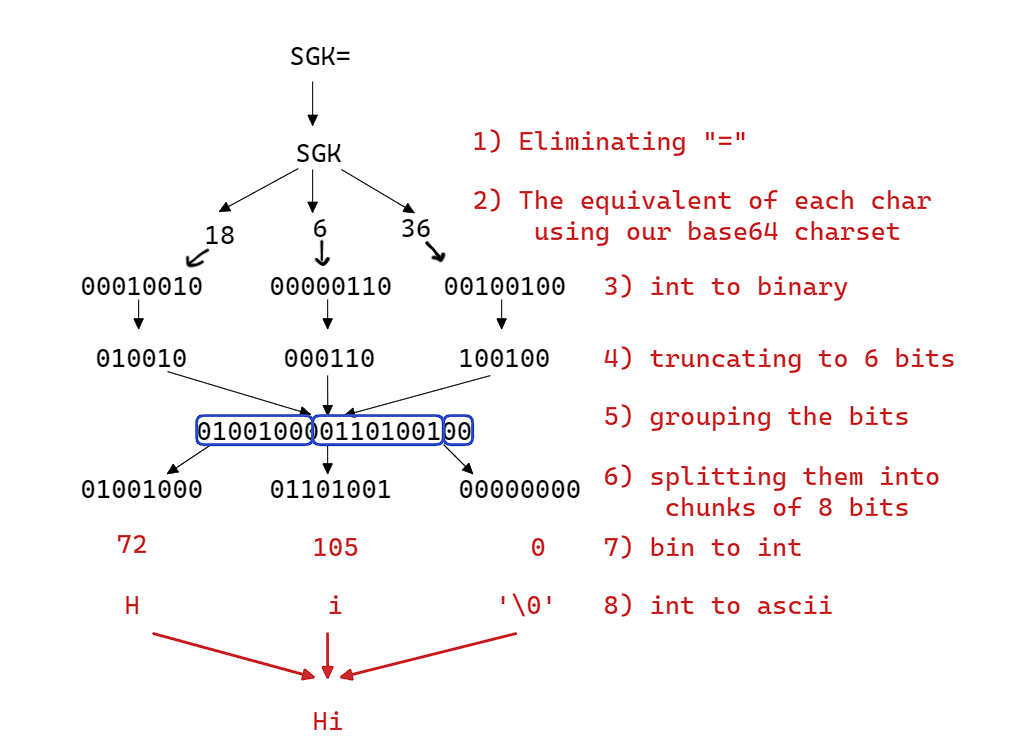 SGK=
1) Eliminating "="
SGK
2) The equivalent of each char
using our base64 charset
18 6 36
00010010 00000110 00100100 3) int to binary
010010 000110 100100 4) truncating to 6 bits
5) grouping the bits
010010000110100100
6) splitting them into
01001000 01101001 00000000
chunks of 8 bits
72 105 0 7) bin to int
H i '\0' 8) int to ascii
Hi